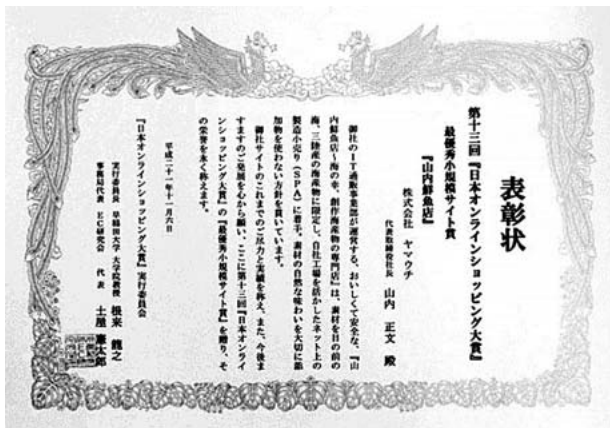 表彰状
第十三回『日本オンラインショッピング大賞』
最優秀小規模サイト賞
『山内鮮魚店』
株式会社 ヤマウチ
代表取締役社長 山内 正文 殿
御社のIT通販事業部が運営する、おいしくて安全な、『山
内鮮魚店~海の幸、創作海産物の専門店』は、素材を目の前の
海、三陸産の海産物に限定し、自社工場を活かしたネット上の
製造小売り(SPA)に着手。素材の自然な味わいを大切に添
加物を使わない方針を貫いています。
御社サイトのこれまでのご尽力と実績を称え、また、今後ま
すますのご発展を心から願い、ここに第十三回『日本オンライ
ンショッピング大賞』の『最優秀小規模サイト賞』を贈り、そ
の栄誉を永く称えます。
平成二十一年十一月六日
『日本オンラインショッピング大賞』実行委員会
実行委員長 早稲田大学 大学院教授 根来 龍之
事務局代表 EC研究会 代表 土屋 憲太郎